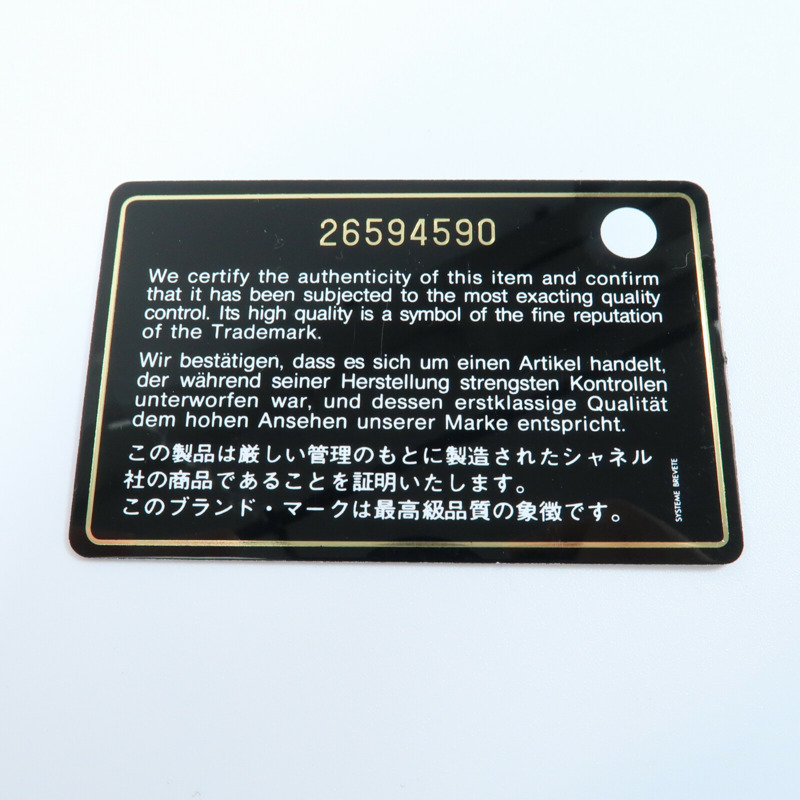 26594590
We certify the authenticity of this item and confirm
that it has been subjected to the most exacting quality
control. Its high quality is a symbol of the fine reputation
of the Trademark.
Wir bestätigen, dass es sich um einen Artikel handelt,
der während seiner Herstellung strengsten Kontrollen
unterworfen war, und dessen erstklassige Qualität
dem hohen Ansehen unserer Marke entspricht.
この製品は厳しい管理のもとに製造されたシャネル
社の商品であることを証明いたします。
このブランド・マークは最高級品質の象徴です。
SYSTEME BREVETE